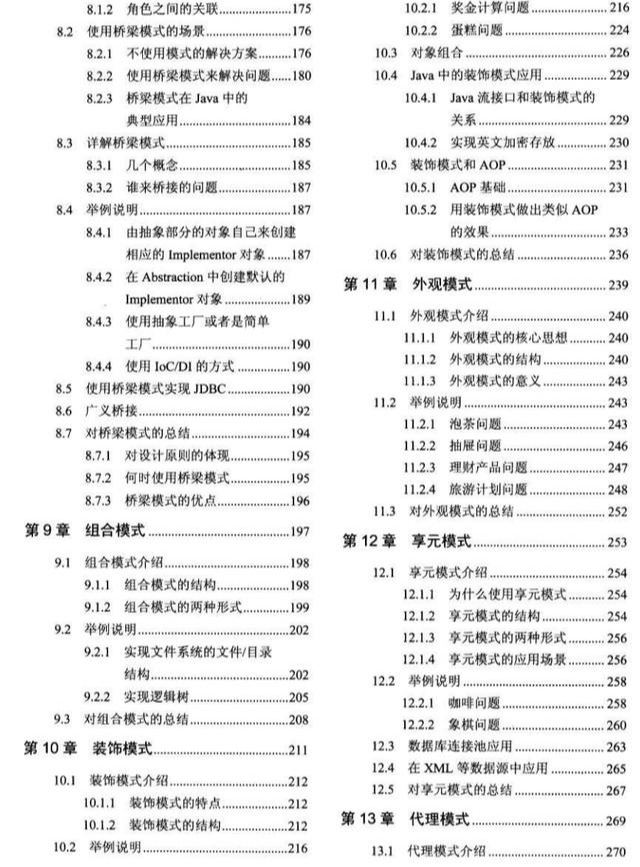 8.1.2 角色之间的关联....................175
8.2 使用桥梁模式的场景....................176
8.2.1 不使用模式的解决方案........176
8.2.2 使用桥梁模式来解决问题......180
8.2.3 桥梁模式在 Java 中的
典型应用....................184
8.3 详解桥梁模式....................185
8.3.1 几个概念....................185
8.3.2 谁来桥接的问题....................187
8.4 举例说明....................187
8.4.1 由抽象部分的对象自己来创建
相应的 Implementor 对象.......187
8.4.2 在 Abstraction 中创建默认的
Implementor 对象....................189
8.4.3 使用抽象工厂或者是简单
工厂....................190
8.4.4 使用 IoC/DI 的方式....................190
8.5 使用桥梁模式实现 JDBC....................190
8.6 广义桥接....................192
8.7 对桥梁模式的总结....................194
8.7.1 对设计原则的体现....................195
8.7.2 何时使用桥梁模式....................195
8.7.3 桥梁模式的优点....................196
第 9 章 组合模式....................197
9.1 组合模式介绍....................198
9.1.1 组合模式的结构....................198
9.1.2 组合模式的两种形式............199
9.2 举例说明....................202
9.2.1 实现文件系统的文件/目录
结构....................202
9.2.2 实现逻辑树....................205
9.3 对组合模式的总结....................208
第 10 章 装饰模式....................211
10.1 装饰模式介绍....................212
10.1.1 装饰模式的特点....................212
10.1.2 装饰模式的结构....................212
10.2 举例说明....................216
10.2.1 奖金计算问题....................216
10.2.2 蛋糕问题....................224
10.3 对象组合....................226
10.4 Java 中的装饰模式应用....................229
10.4.1 Java 流接口和装饰模式的
关系....................229
10.4.2 实现英文加密存放............230
10.5 装饰模式和 AOP....................231
10.5.1 AOP 基础....................231
10.5.2 用装饰模式做出类似 AOP
的效果....................233
10.6 对装饰模式的总结....................236
第 11 章 外观模式....................239
11.1 外观模式介绍....................240
11.1.1 外观模式的核心思想..........240
11.1.2 外观模式的结构....................240
11.1.3 外观模式的意义....................243
11.2 举例说明....................243
11.2.1 泡茶问题....................243
11.2.2 抽屉问题....................246
11.2.3 理财产品问题....................247
11.2.4 旅游计划问题....................248
11.3 对外观模式的总结....................252
第 12 章 享元模式....................253
12.1 享元模式介绍....................254
12.1.1 为什么使用享元模式..........254
12.1.2 享元模式的结构....................254
12.1.3 享元模式的两种形式..........256
12.1.4 享元模式的应用场景..........256
12.2 举例说明....................258
12.2.1 咖啡问题....................258
12.2.2 象棋问题....................260
12.3 数据库连接池应用....................263
12.4 在 XML 等数据源中应用................265
12.5 对享元模式的总结....................267
第 13 章 代理模式....................269
13.1 代理模式介绍....................270